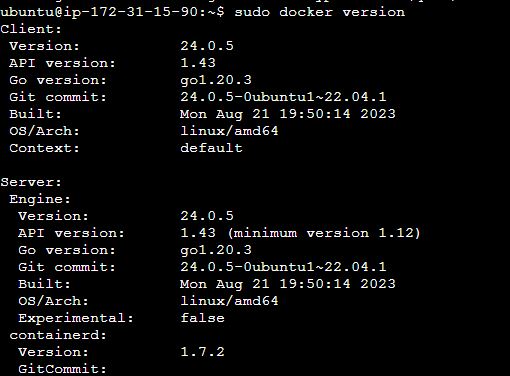 ubuntu@ip-172-31-15-90:~$ sudo docker version
Client:
 Version:           24.0.5
 API version:       1.43
 Go version:        go1.20.3
 Git commit:        24.0.5-0ubuntu1~22.04.1
 Built:             Mon Aug 21 19:50:14 2023
 OS/Arch:           linux/amd64
 Context:           default

Server:
 Engine:
  Version:          24.0.5
  API version:      1.43 (minimum version 1.12)
  Go version:       go1.20.3
  Git commit:       24.0.5-0ubuntu1~22.04.1
  Built:            Mon Aug 21 19:50:14 2023
  OS/Arch:          linux/amd64
  Experimental:     false
 containerd:
  Version:          1.7.2
  GitCommit: